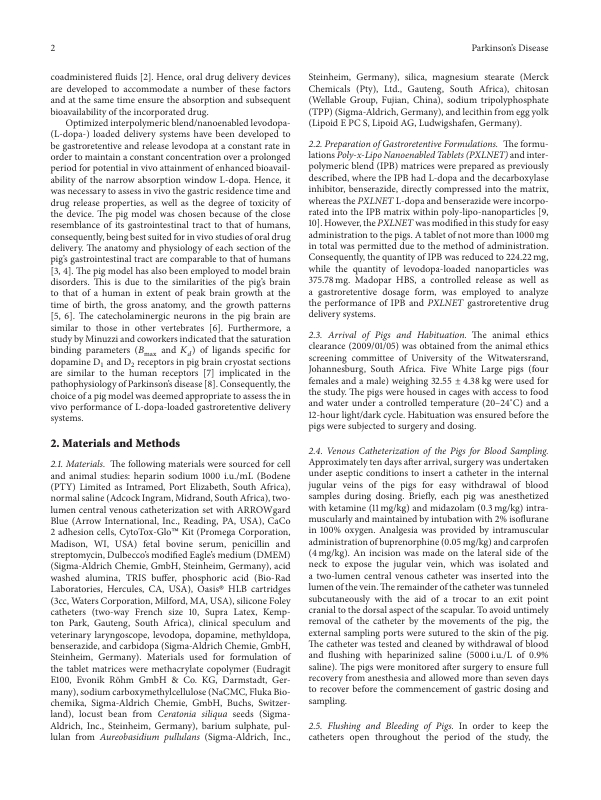 2
Parkinson's Disease
coadministered fluids [2]. Hence, oral drug delivery devices
are developed to accommodate a number of these factors
and at the same time ensure the absorption and subsequent
bioavailability of the incorporated drug.
Optimized interpolymeric blend/nanoenabled levodopa-
(L-dopa-) loaded delivery systems have been developed to
be gastroretentive and release levodopa at a constant rate in
order to maintain a constant concentration over a prolonged
period for potential in vivo attainment of enhanced bioavail-
ability of the narrow absorption window L-dopa. Hence, it
was necessary to assess in vivo the gastric residence time and
drug release properties, as well as the degree of toxicity of
the device. The pig model was chosen because of the close
resemblance of its gastrointestinal tract to that of humans,
consequently, being best suited for in vivo studies of oral drug
delivery. The anatomy and physiology of each section of the
pig's gastrointestinal tract are comparable to that of humans
[3, 4]. The pig model has also been employed to model brain
disorders. This is due to the similarities of the pig's brain
to that of a human in extent of peak brain growth at the
time of birth, the gross anatomy, and the growth patterns
[5, 6]. The catecholaminergic neurons in the pig brain are
similar to those in other vertebrates [6]. Furthermore, a
study by Minuzzi and coworkers indicated that the saturation
binding parameters (Bmax and Kd) of ligands specific for
dopamine D1 and D2 receptors in pig brain cryostat sections
are similar to the human receptors [7] implicated in the
pathophysiology of Parkinson's disease [8]. Consequently, the
choice of a pig model was deemed appropriate to assess the in
vivo performance of L-dopa-loaded gastroretentive delivery
systems.
2. Materials and Methods
2.1. Materials. The following materials were sourced for cell
and animal studies: heparin sodium 1000 i.u./mL (Bodene
(PTY) Limited as Intramed, Port Elizabeth, South Africa),
normal saline (Adcock Ingram, Midrand, South Africa), two-
lumen central venous catheterization set with ARROWgard
Blue (Arrow International, Inc., Reading, PA, USA), CaCo
2 adhesion cells, CytoTox-Glo™ Kit (Promega Corporation,
Madison, WI, USA) fetal bovine serum, penicillin and
streptomycin, Dulbecco's modified Eagle's medium (DMEM)
(Sigma-Aldrich Chemie, GmbH, Steinheim, Germany), acid
washed alumina, TRIS buffer, phosphoric acid (Bio-Rad
Laboratories, Hercules, CA, USA), Oasis® HLB cartridges
(3cc, Waters Corporation, Milford, MA, USA), silicone Foley
catheters (two-way French size 10, Supra Latex, Kemp-
ton Park, Gauteng, South Africa), clinical speculum and
veterinary laryngoscope, levodopa, dopamine, methyldopa,
benserazide, and carbidopa (Sigma-Aldrich Chemie, GmbH,
Steinheim, Germany). Materials used for formulation of
the tablet matrices were methacrylate copolymer (Eudragit
E100, Evonik Röhm GmbH & Co. KG, Darmstadt, Ger-
many), sodium carboxymethylcellulose (NaCMC, Fluka Bio-
chemika, Sigma-Aldrich Chemie, GmbH, Buchs, Switzer-
land), locust bean from Ceratonia siliqua seeds (Sigma-
Aldrich, Inc., Steinheim, Germany), barium sulphate, pul-
lulan from Aureobasidium pullulans (Sigma-Aldrich, Inc.,
Steinheim, Germany), silica, magnesium stearate (Merck
Chemicals (Pty), Ltd., Gauteng, South Africa), chitosan
(Wellable Group, Fujian, China), sodium tripolyphosphate
(TPP) (Sigma-Aldrich, Germany), and lecithin from egg yolk
(Lipoid E PC S, Lipoid AG, Ludwigshafen, Germany).
2.2. Preparation of Gastroretentive Formulations. The formu-
lations Poly-x-Lipo Nanoenabled Tablets (PXLNET) and inter-
polymeric blend (IPB) matrices were prepared as previously
described, where the IPB had L-dopa and the decarboxylase
inhibitor, benserazide, directly compressed into the matrix,
whereas the PXLNET L-dopa and benserazide were incorpo-
rated into the IPB matrix within poly-lipo-nanoparticles [9,
10]. However, the PXLNET was modified in this study for easy
administration to the pigs. A tablet of not more than 1000 mg
in total was permitted due to the method of administration.
Consequently, the quantity of IPB was reduced to 224.22 mg,
while the quantity of levodopa-loaded nanoparticles was
375.78 mg. Madopar HBS, a controlled release as well as
a gastroretentive dosage form, was employed to analyze
the performance of IPB and PXLNET gastroretentive drug
delivery systems.
2.3. Arrival of Pigs and Habituation. The animal ethics
clearance (2009/01/05) was obtained from the animal ethics
screening committee of University of the Witwatersrand,
Johannesburg, South Africa. Five White Large pigs (four
females and a male) weighing 32.55 ± 4.38 kg were used for
the study. The pigs were housed in cages with access to food
and water under a controlled temperature (20–24°C) and a
12-hour light/dark cycle. Habituation was ensured before the
pigs were subjected to surgery and dosing.
2.4. Venous Catheterization of the Pigs for Blood Sampling.
Approximately ten days after arrival, surgery was undertaken
under aseptic conditions to insert a catheter in the internal
jugular veins of the pigs for easy withdrawal of blood
samples during dosing. Briefly, each pig was anesthetized
with ketamine (11 mg/kg) and midazolam (0.3 mg/kg) intra-
muscularly and maintained by intubation with 2% isoflurane
in 100% oxygen. Analgesia was provided by intramuscular
administration of buprenorphine (0.05 mg/kg) and carprofen
(4 mg/kg). An incision was made on the lateral side of the
neck to expose the jugular vein, which was isolated and
a two-lumen central venous catheter was inserted into the
lumen of the vein. The remainder of the catheter was tunneled
subcutaneously with the aid of a trocar to an exit point
cranial to the dorsal aspect of the scapular. To avoid untimely
removal of the catheter by the movements of the pig, the
external sampling ports were sutured to the skin of the pig.
The catheter was tested and cleaned by withdrawal of blood
and flushing with heparinized saline (5000 i.u./L of 0.9%
saline). The pigs were monitored after surgery to ensure full
recovery from anesthesia and allowed more than seven days
to recover before the commencement of gastric dosing and
sampling.
2.5. Flushing and Bleeding of Pigs. In order to keep the
catheters open throughout the period of the study, the